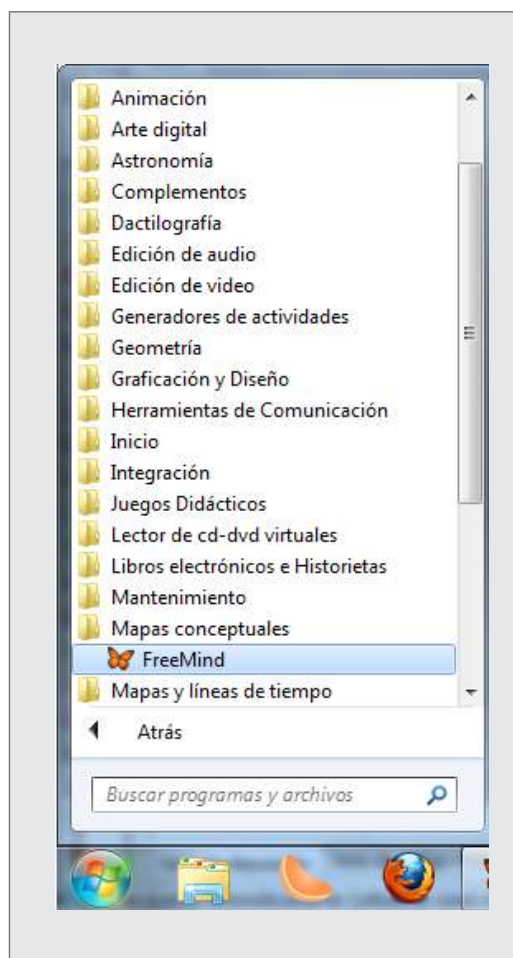 Animación
Arte digital
Astronomía
Complementos
Dactilografía
Edición de audio
Edición de video
Generadores de actividades
Geometría
Graficación y Diseño
Herramientas de Comunicación
Inicio
Integración
Juegos Didácticos
Lector de cd-dvd virtuales
Libros electrónicos e Historietas
Mantenimiento
Mapas conceptuales
FreeMind
Mapas y líneas de tiempo
Atrás
Buscar programas y archivos